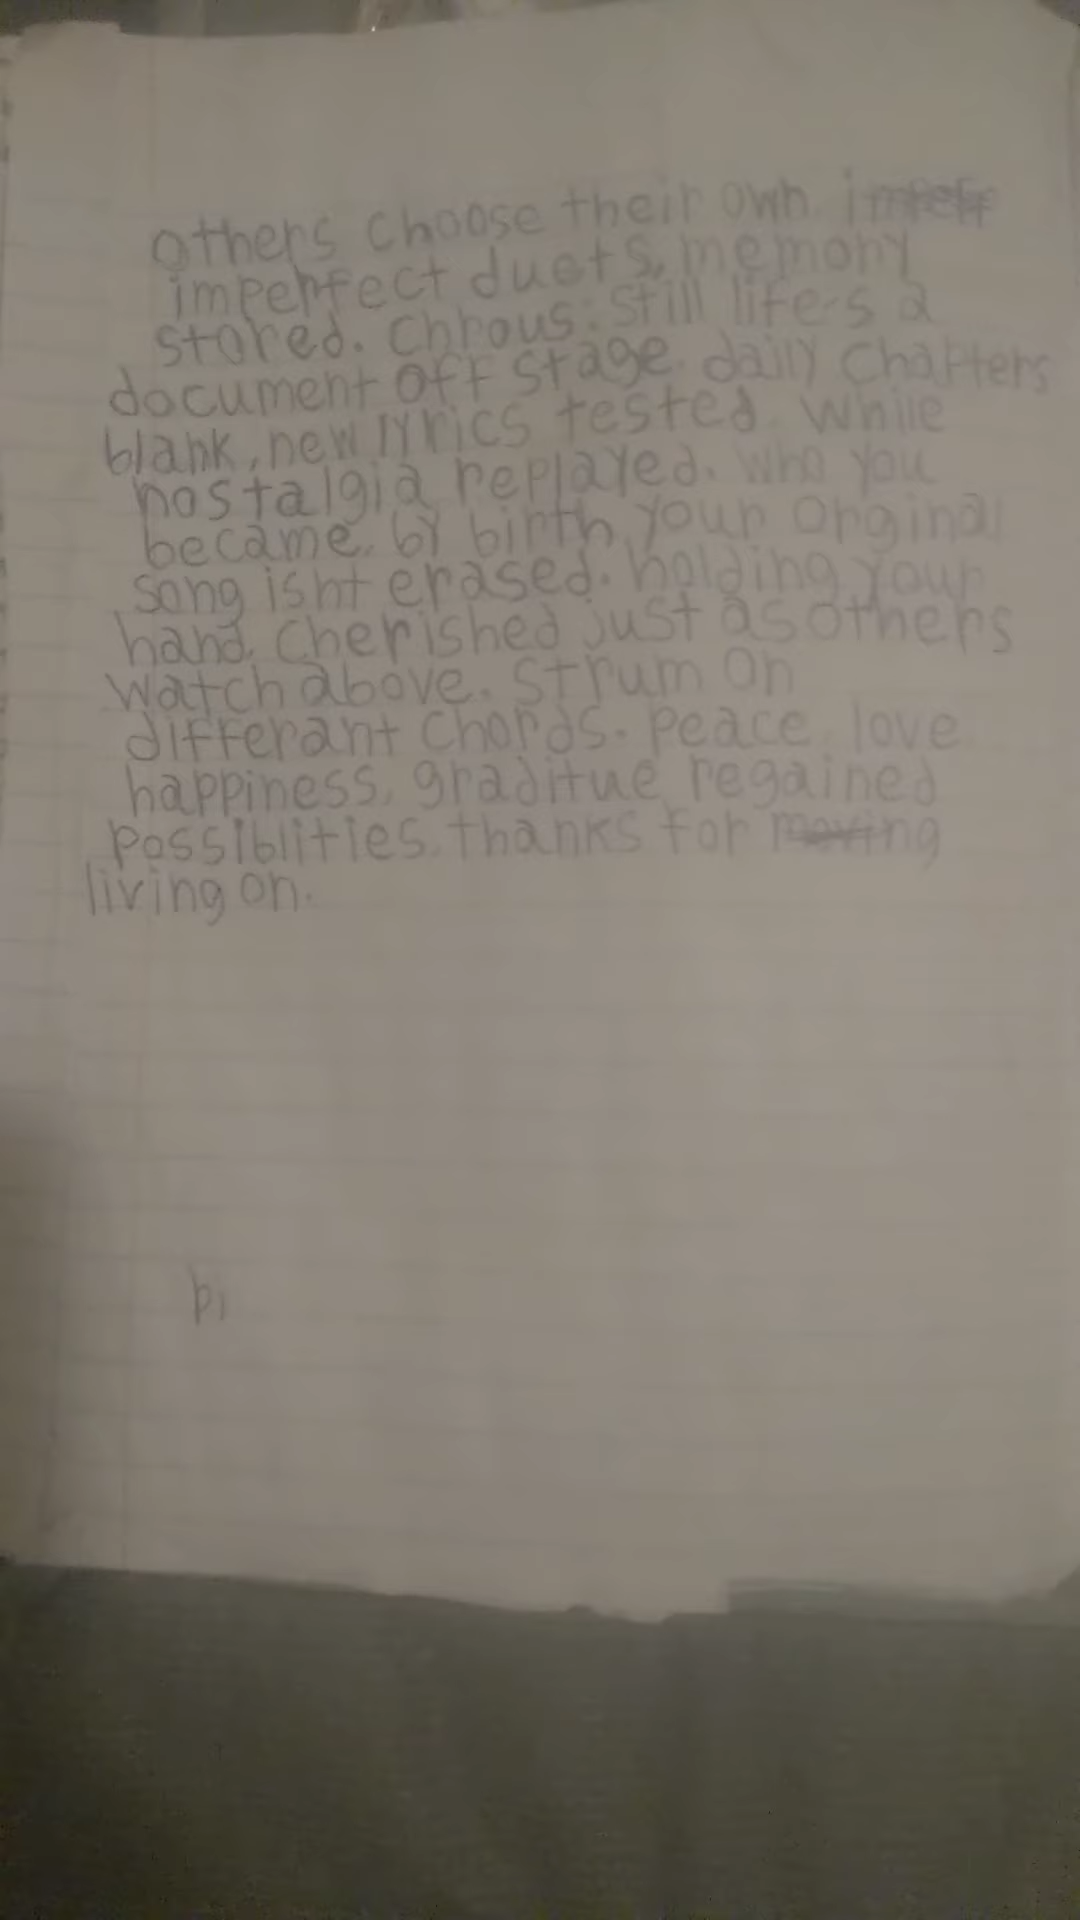 others choose their own
imperfect duets, memory
stored. Chrous: still life-s a
document off stage. daily Chapters
blank, new lyrics tested. While
nostalgia replayed. who you
became. by birth, your orginal
song isnt erased. holding your
hand. Cherished just as others
watch above. strum on
differant chords. peace, love
happiness, graditue, regained
possiblities, thanks for
living on.